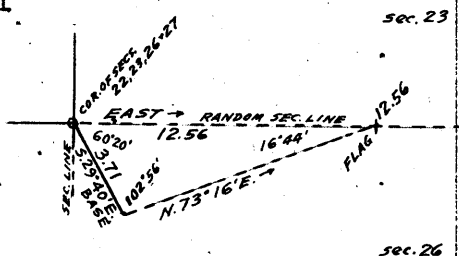 sec. 23
COR. OF SECS.
22,23,26+27
EAST → RANDOM SEC. LINE
12.56
60°20'
12.56
16°44'
FLAG
SEC. LINE
3.71
S.29°40'E.
BASE
102°56'
N.73°16'E. →
sec. 26